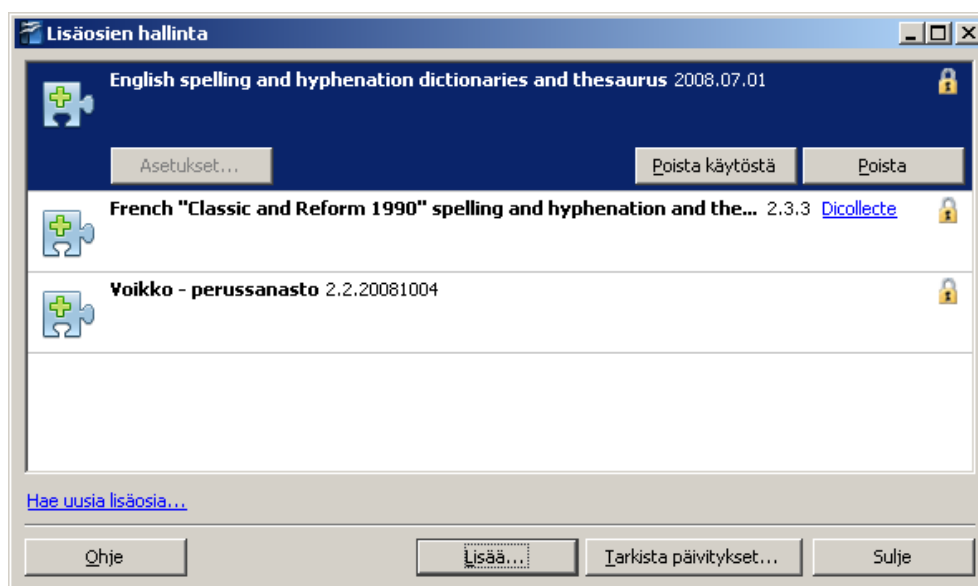 Lisäosien hallinta
English spelling and hyphenation dictionaries and thesaurus 2008.07.01
Asetukset... Poista käytöstä Poista
French "Classic and Reform 1990" spelling and hyphenation and the... 2.3.3 Dicollecte
Voikko - perussanasto 2.2.20081004
Hae uusia lisäosia...
Ohje Lisää... Tarkista päivitykset... Sulje